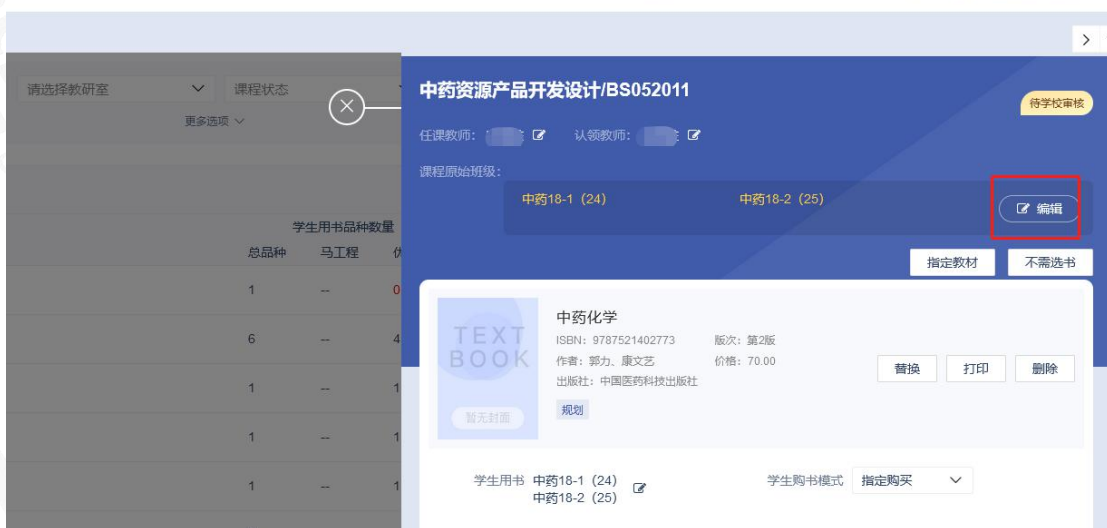 请选择教研室
课程状态
更多选项
学生用书品种数量
总品种 马工程
1 -- 0
6 -- 4
1 -- 1
1 -- 1
1 -- 1
中药资源产品开发设计/BS052011
待学校审核
任课教师： 认领教师：
课程原始班级：
中药18-1（24） 中药18-2（25）
编辑
指定教材 不需选书
TEXT
BOOK
暂无封面
中药化学
ISBN：9787521402773 版次：第2版
作者：郭力、康文艺 价格：70.00
出版社：中国医药科技出版社
规划
替换 打印 删除
学生用书 中药18-1（24）
中药18-2（25）
学生购书模式 指定购买